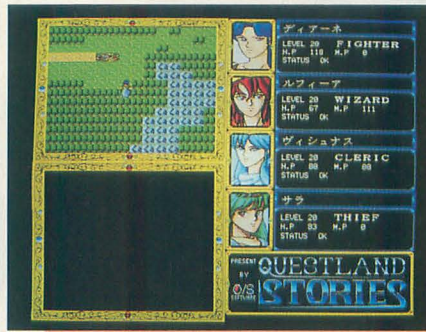 ディアーネ
LEVEL 20 FIGHTER
H.P 118 M.P 0
STATUS OK
ルフィーア
LEVEL 20 WIZARD
H.P 67 M.P 111
STATUS OK
ヴィシュナス
LEVEL 20 CLERIC
H.P 88 M.P 88
STATUS OK
サラ
LEVEL 20 THIEF
H.P 83 M.P 0
STATUS OK
PRESENT
BY
O/S
SOFTWARE
QUESTLAND
STORIES